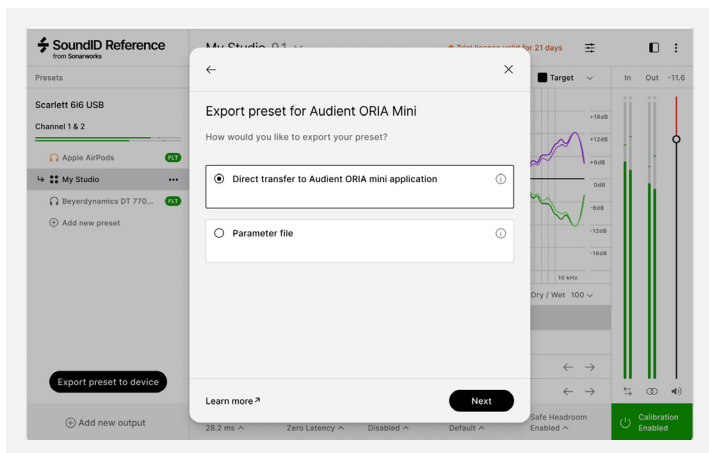 SoundID Reference
from Sonarworks
My Studio 9.1
Trial license valid for 21 days
Presets
Target
In Out -11.6
Scarlett 6i6 USB
Channel 1 & 2
Apple AirPods FLT
My Studio
Beyerdynamics DT 770... FLT
Add new preset
Export preset to device
Add new output
Export preset for Audient ORIA Mini
How would you like to export your preset?
Direct transfer to Audient ORIA mini application
Parameter file
Learn more
Next
+18dB
+12dB
+6dB
0dB
-6dB
-12dB
-18dB
10 kHz
Dry / Wet 100
28.2 ms
Zero Latency
Disabled
Default
Safe Headroom
Enabled
Calibration
Enabled